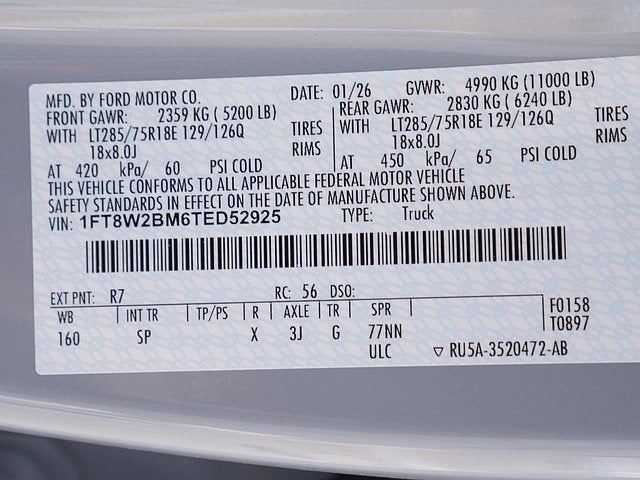 MFD. BY FORD MOTOR CO. DATE: 01/26 GVWR: 4990 KG (11000 LB)
FRONT GAWR: 2359 KG ( 5200 LB) REAR GAWR: 2830 KG ( 6240 LB)
WITH LT285/75R18E 129/126Q TIRES WITH LT285/75R18E 129/126Q TIRES
18x8.0J RIMS 18x8.0J RIMS
AT 420 kPa/ 60 PSI COLD AT 450 kPa/ 65 PSI COLD
THIS VEHICLE CONFORMS TO ALL APPLICABLE FEDERAL MOTOR VEHICLE
SAFETY STANDARDS IN EFFECT ON THE DATE OF MANUFACTURE SHOWN ABOVE.
VIN: 1FT8W2BM6TED52925 TYPE: Truck
EXT PNT: R7 RC: 56 DSO:
WB INT TR TP/PS R AXLE TR SPR F0158
160 SP X 3J G 77NN T0897
ULC ▽ RU5A-3520472-AB